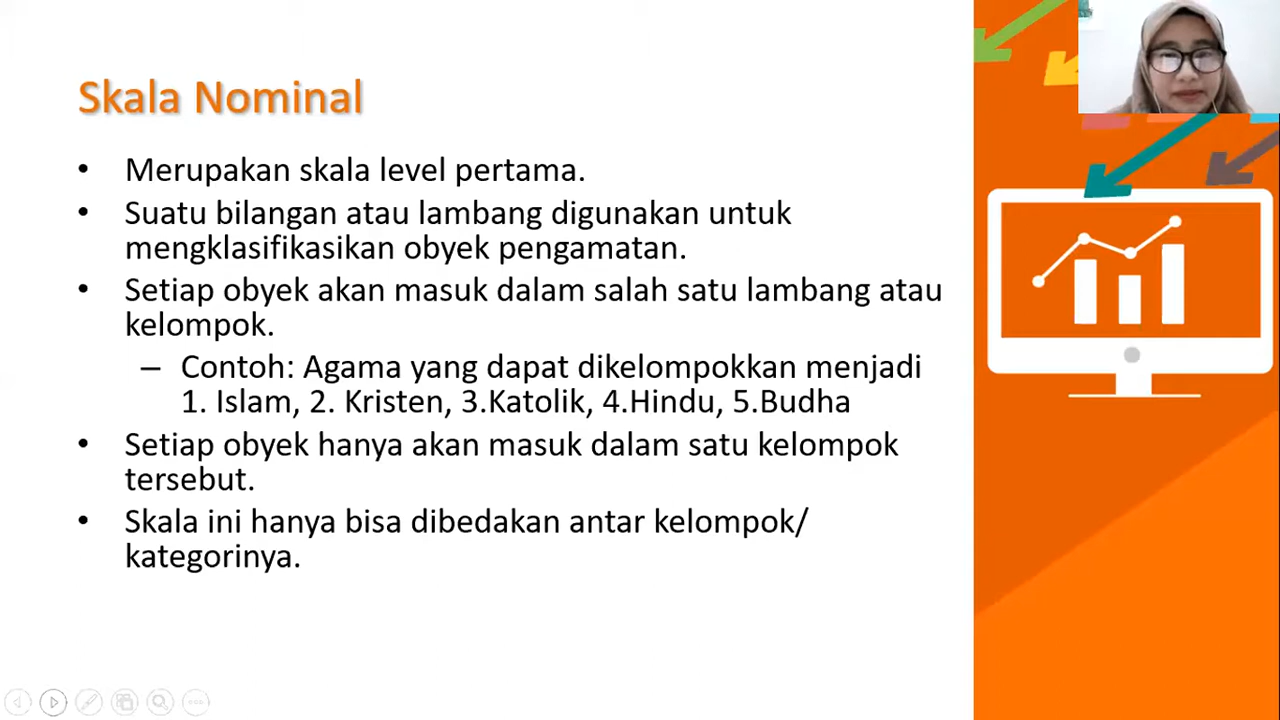 Skala Nominal
• Merupakan skala level pertama.
• Suatu bilangan atau lambang digunakan untuk
mengklasifikasikan obyek pengamatan.
• Setiap obyek akan masuk dalam salah satu lambang atau
kelompok.
– Contoh: Agama yang dapat dikelompokkan menjadi
1. Islam, 2. Kristen, 3.Katolik, 4.Hindu, 5.Budha
• Setiap obyek hanya akan masuk dalam satu kelompok
tersebut.
• Skala ini hanya bisa dibedakan antar kelompok/
kategorinya.